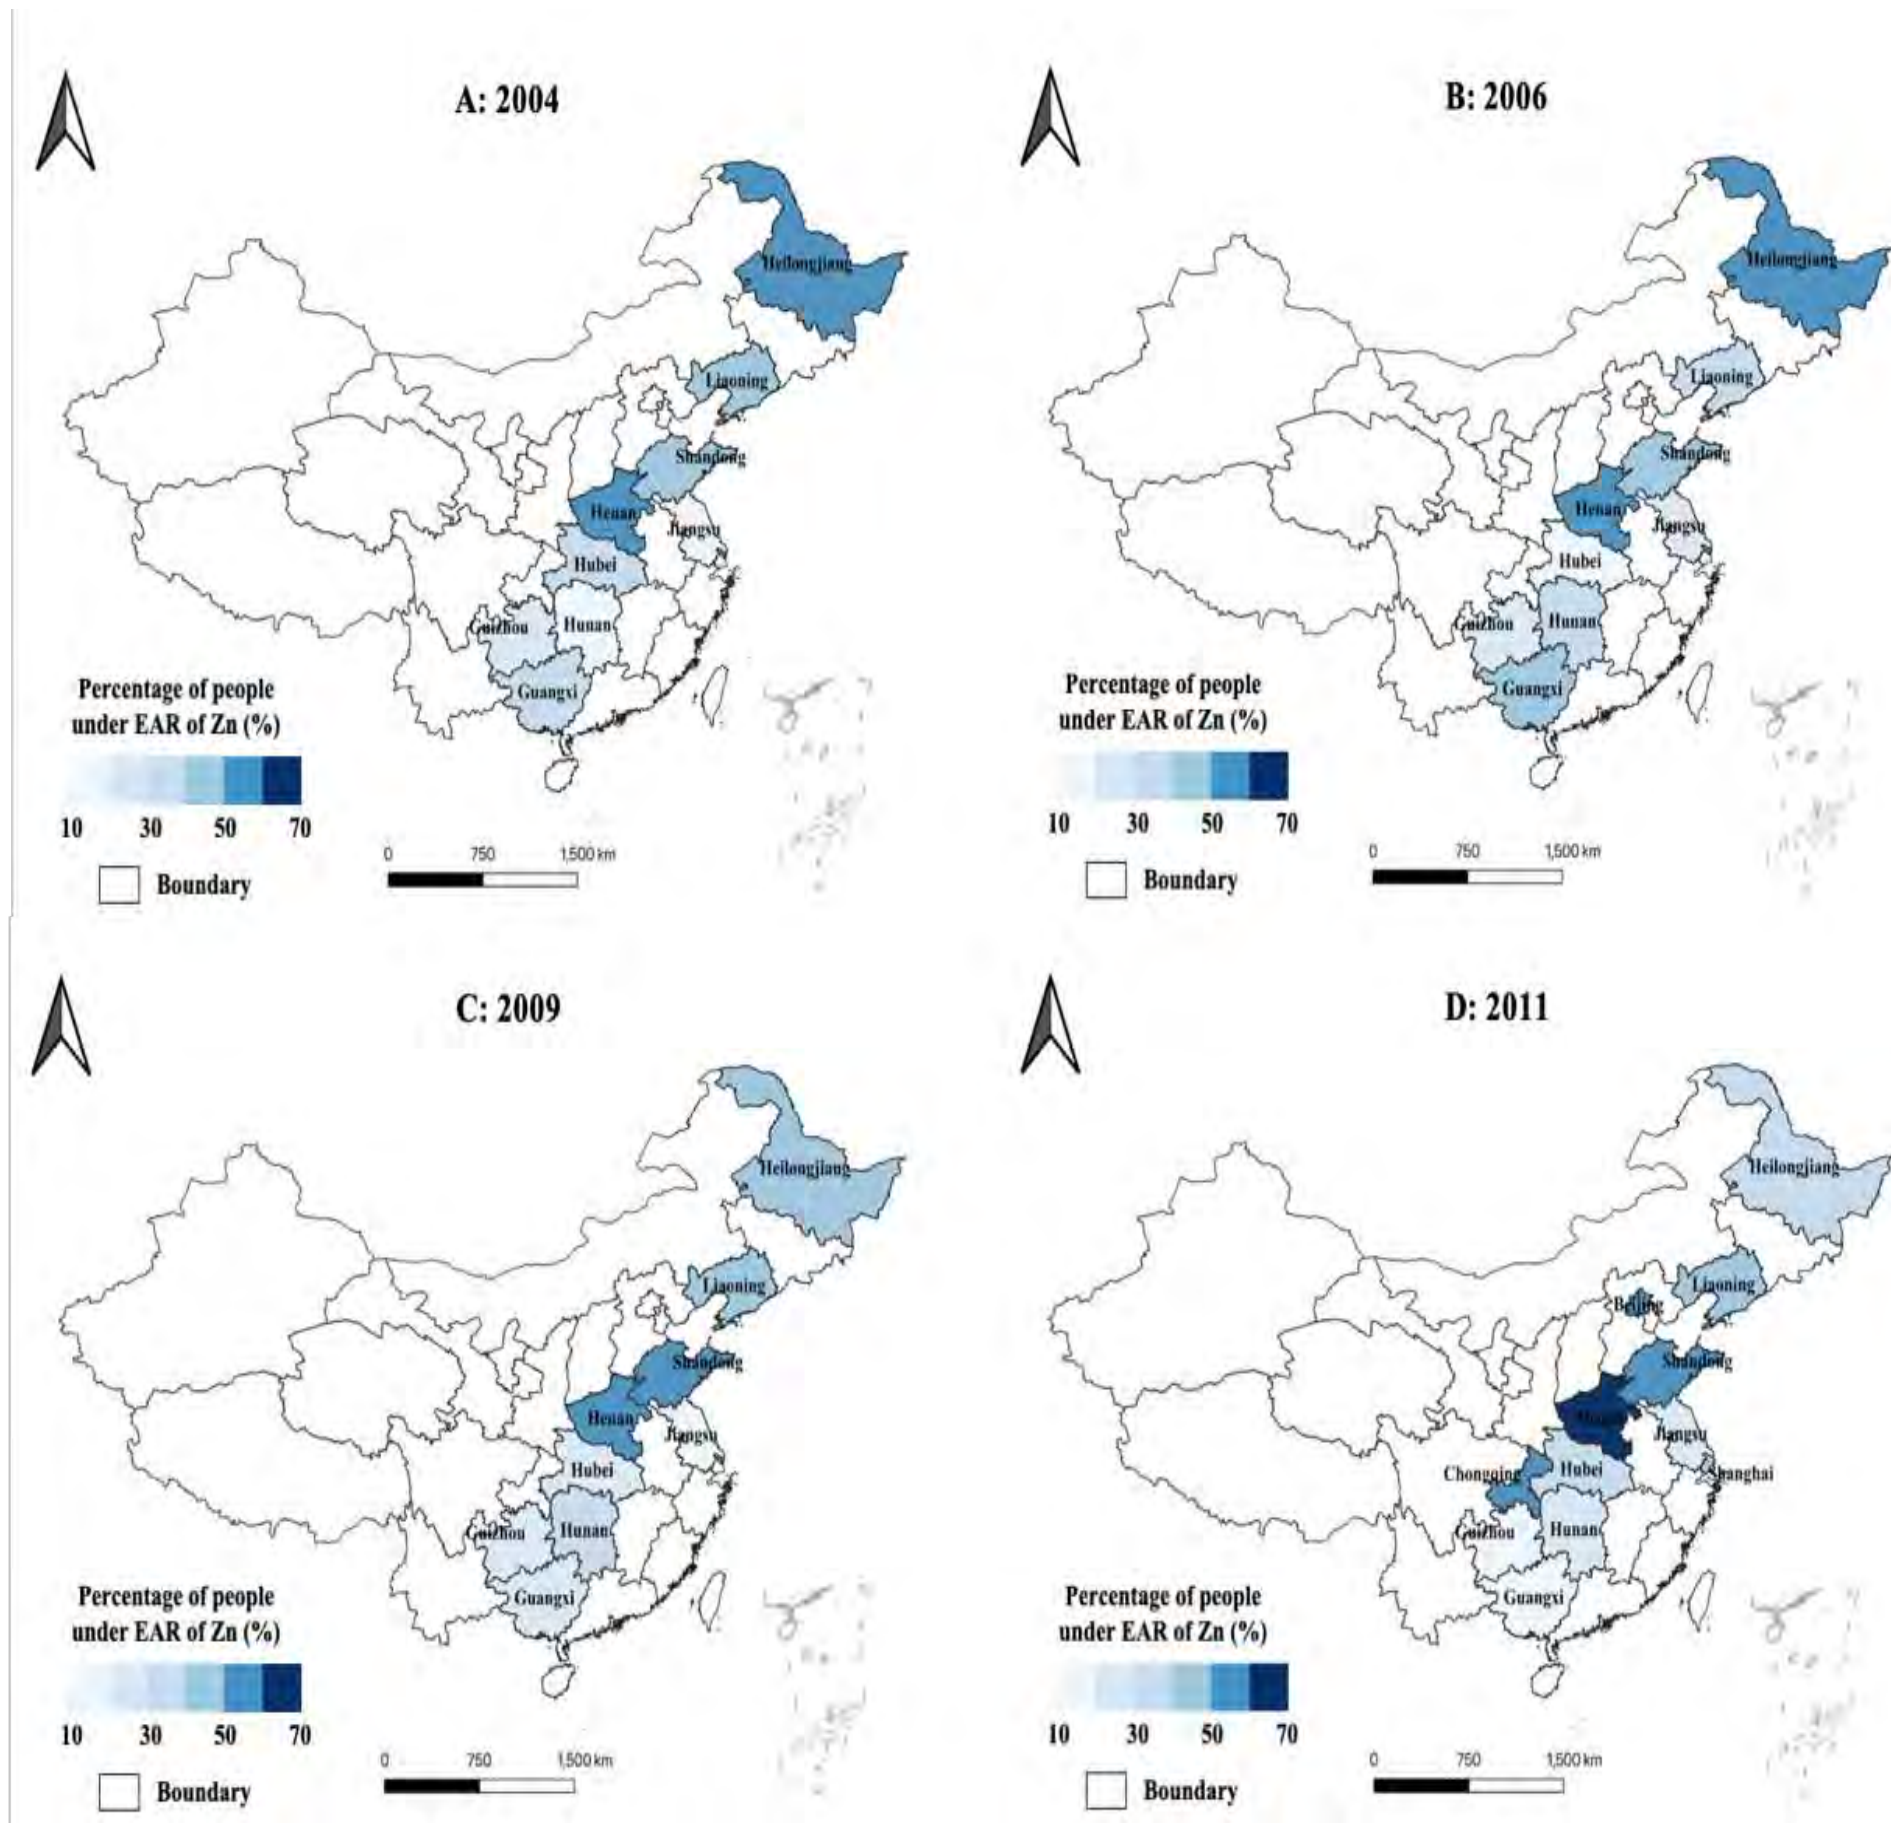 A: 2004
Heilongjiang
Liaoning
Shandong
Henan
Jiangsu
Hubei
Guizhou
Hunan
Guangxi
Percentage of people
under EAR of Zn (%)
10 30 50 70
0 750 1,500 km
Boundary
B: 2006
Heilongjiang
Liaoning
Shandong
Henan
Jiangsu
Hubei
Guizhou
Hunan
Guangxi
Percentage of people
under EAR of Zn (%)
10 30 50 70
0 750 1,500 km
Boundary
C: 2009
Heilongjiang
Liaoning
Shandong
Henan
Jiangsu
Hubei
Guizhou
Hunan
Guangxi
Percentage of people
under EAR of Zn (%)
10 30 50 70
0 750 1,500 km
Boundary
D: 2011
Heilongjiang
Liaoning
Beijing
Shandong
Jiangsu
Chongqing
Hubei
Shanghai
Guizhou
Hunan
Guangxi
Percentage of people
under EAR of Zn (%)
10 30 50 70
0 750 1,500 km
Boundary